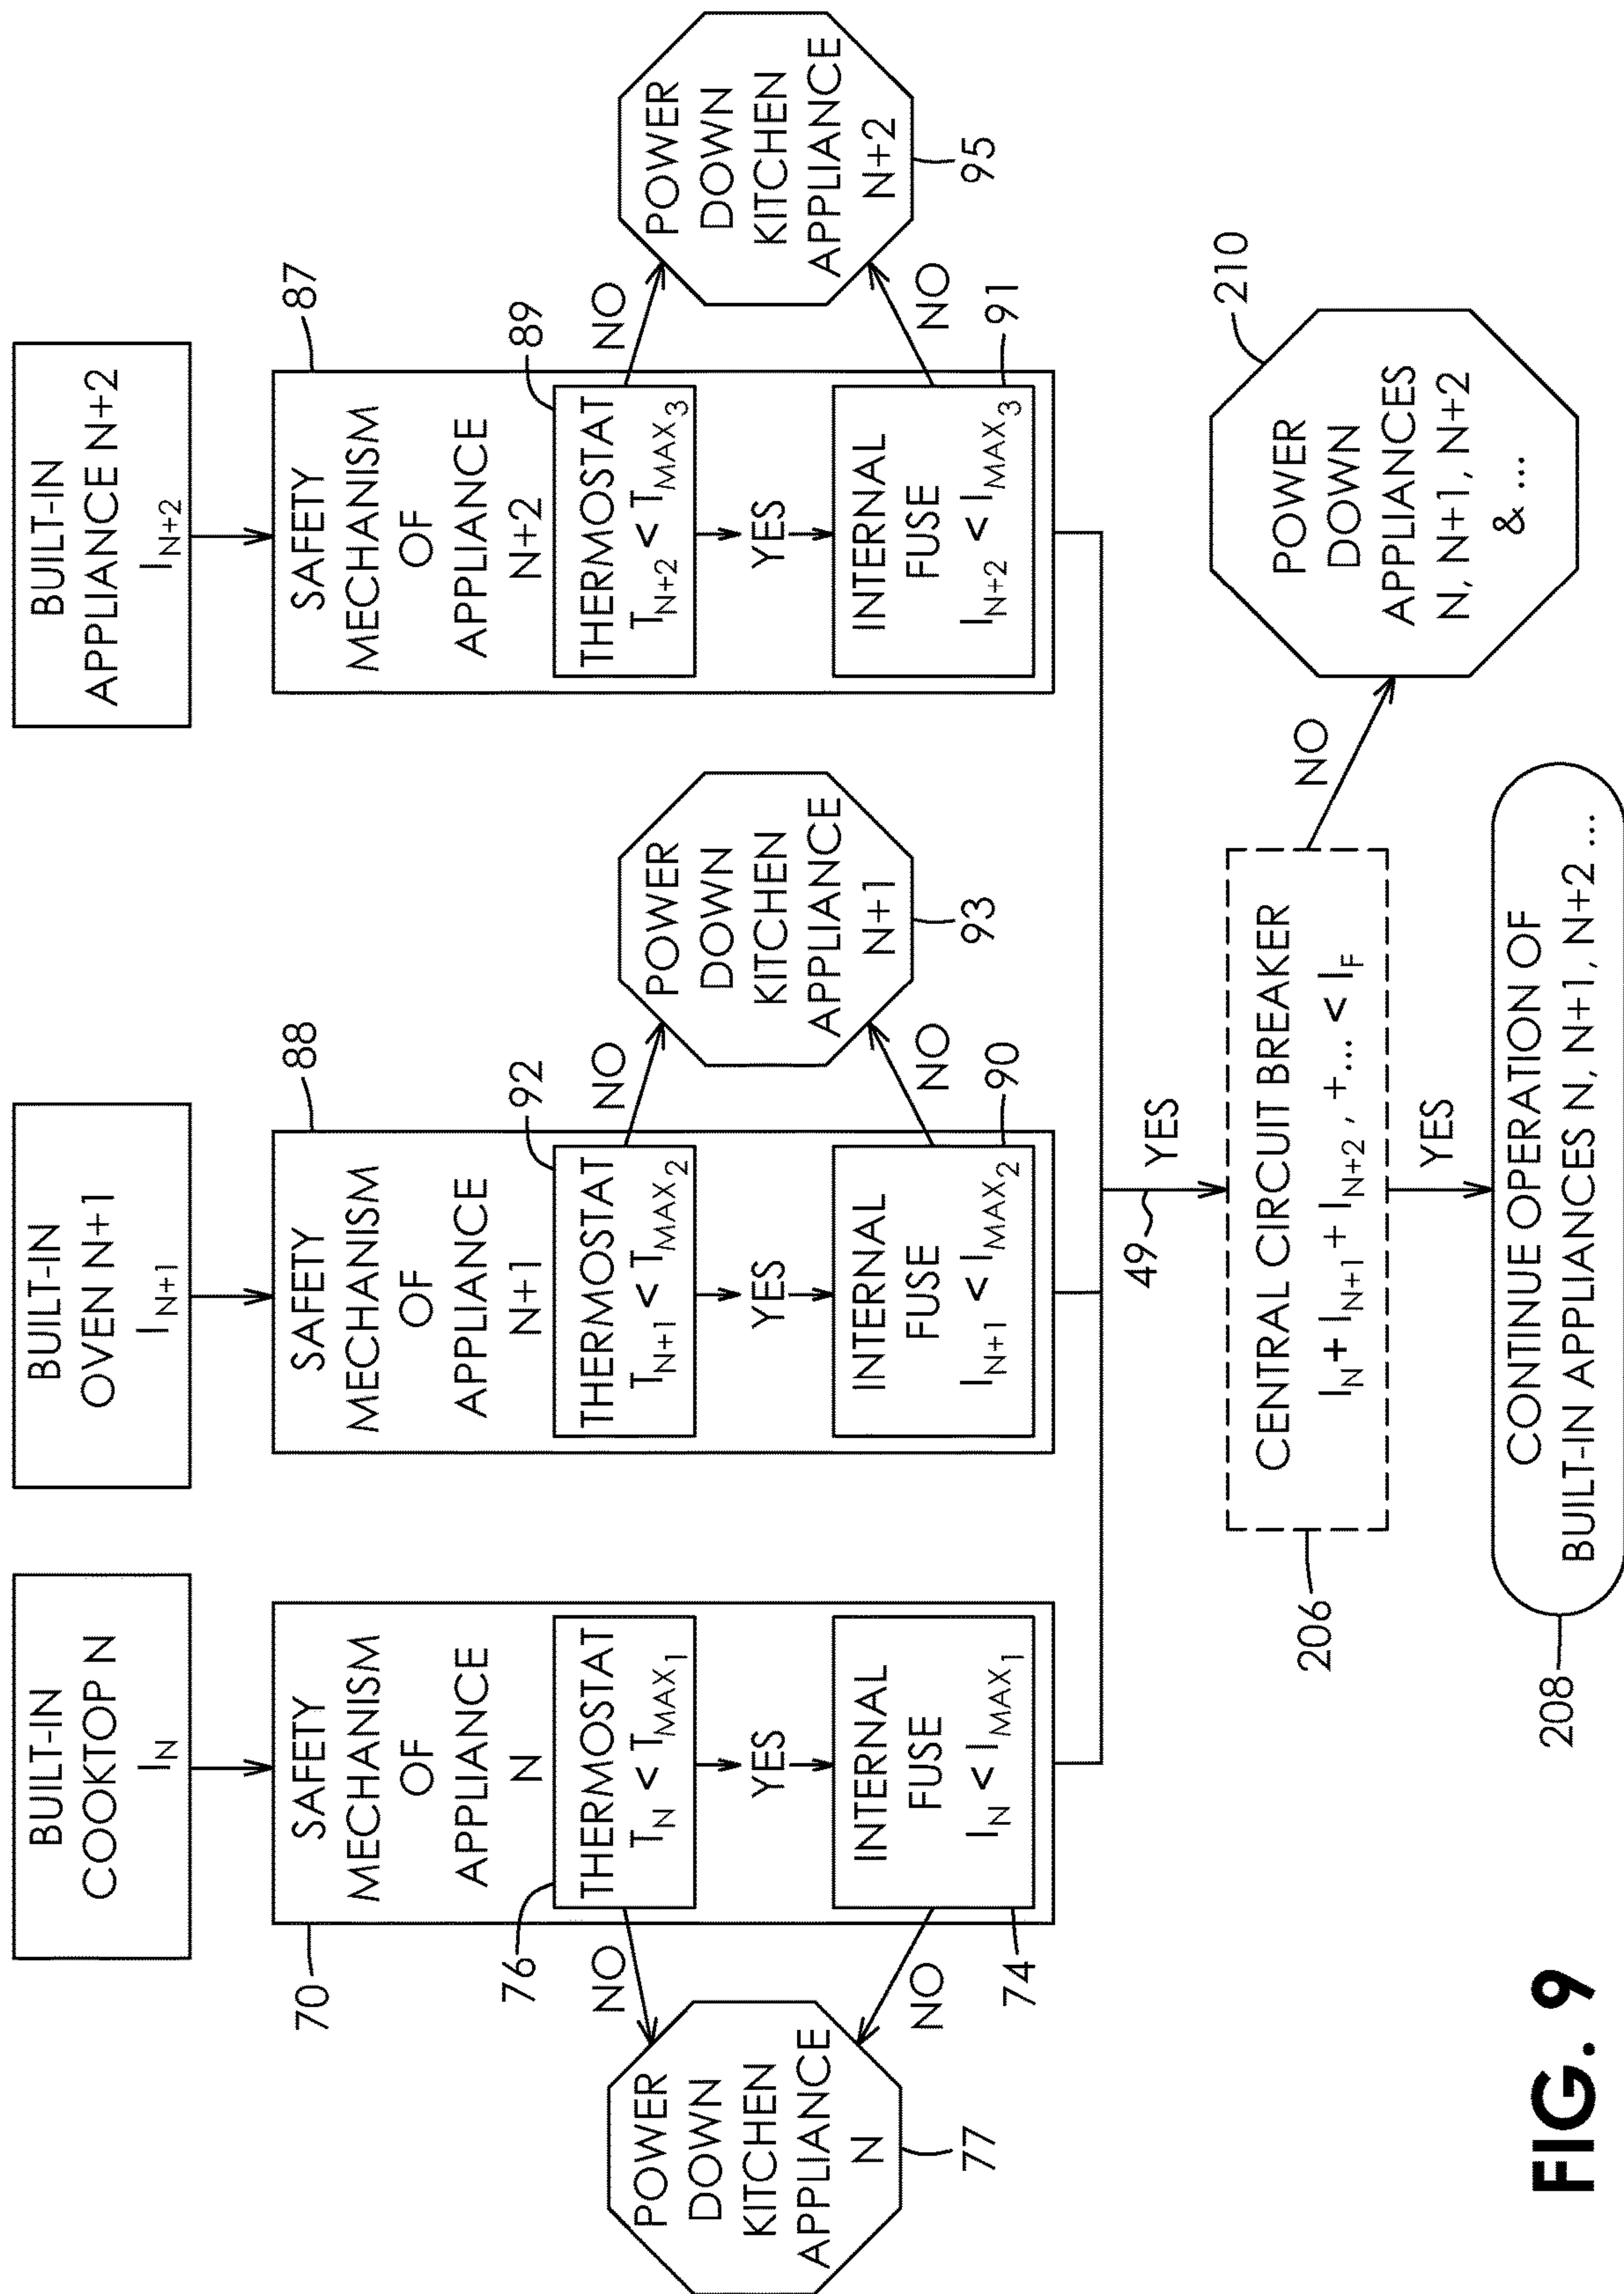 BUILT-IN
COOKTOP N
I_N
70
SAFETY
MECHANISM
OF
APPLIANCE
N
76
THERMOSTAT
T_N < T_MAX_1
NO
YES
INTERNAL
FUSE
I_N < I_MAX_1
74
NO
POWER
DOWN
KITCHEN
APPLIANCE
N
77
BUILT-IN
OVEN N+1
I_N+1
88
SAFETY
MECHANISM
OF
APPLIANCE
N+1
92
THERMOSTAT
T_N+1 < T_MAX_2
NO
YES
INTERNAL
FUSE
I_N+1 < I_MAX_2
90
NO
POWER
DOWN
KITCHEN
APPLIANCE
N+1
93
BUILT-IN
APPLIANCE N+2
I_N+2
87
SAFETY
MECHANISM
OF
APPLIANCE
N+2
89
THERMOSTAT
T_N+2 < T_MAX_3
NO
YES
INTERNAL
FUSE
I_N+2 < I_MAX_3
91
NO
POWER
DOWN
KITCHEN
APPLIANCE
N+2
95
49
YES
CENTRAL CIRCUIT BREAKER
I_N + I_N+1 + I_N+2 , +... < I_F
206
NO
POWER
DOWN
APPLIANCES
N, N+1, N+2
& ...
210
YES
CONTINUE OPERATION OF
BUILT-IN APPLIANCES N, N+1, N+2 ...
208
FIG. 9